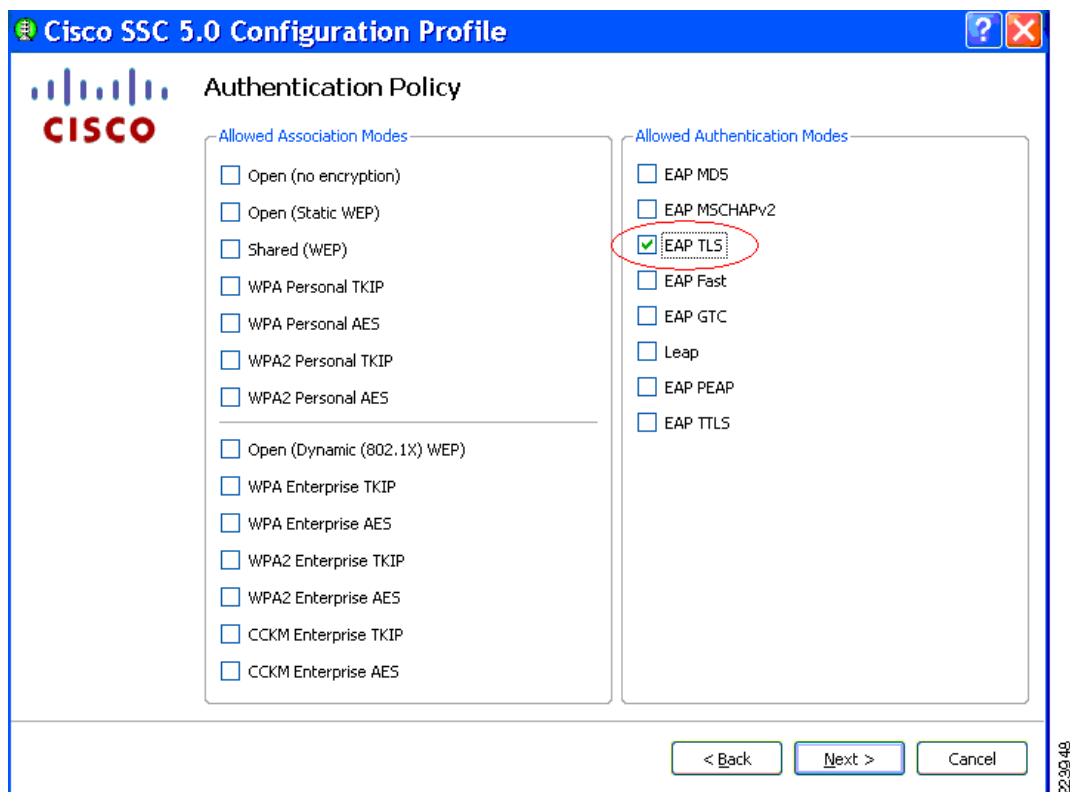 Cisco SSC 5.0 Configuration Profile
?
CISCO
Authentication Policy
Allowed Association Modes
Open (no encryption)
Open (Static WEP)
Shared (WEP)
WPA Personal TKIP
WPA Personal AES
WPA2 Personal TKIP
WPA2 Personal AES
Open (Dynamic (802.1X) WEP)
WPA Enterprise TKIP
WPA Enterprise AES
WPA2 Enterprise TKIP
WPA2 Enterprise AES
CCKM Enterprise TKIP
CCKM Enterprise AES
Allowed Authentication Modes
EAP MD5
EAP MSCHAPv2
EAP TLS
EAP Fast
EAP GTC
Leap
EAP PEAP
EAP TTLS
< Back
Next >
Cancel
223948